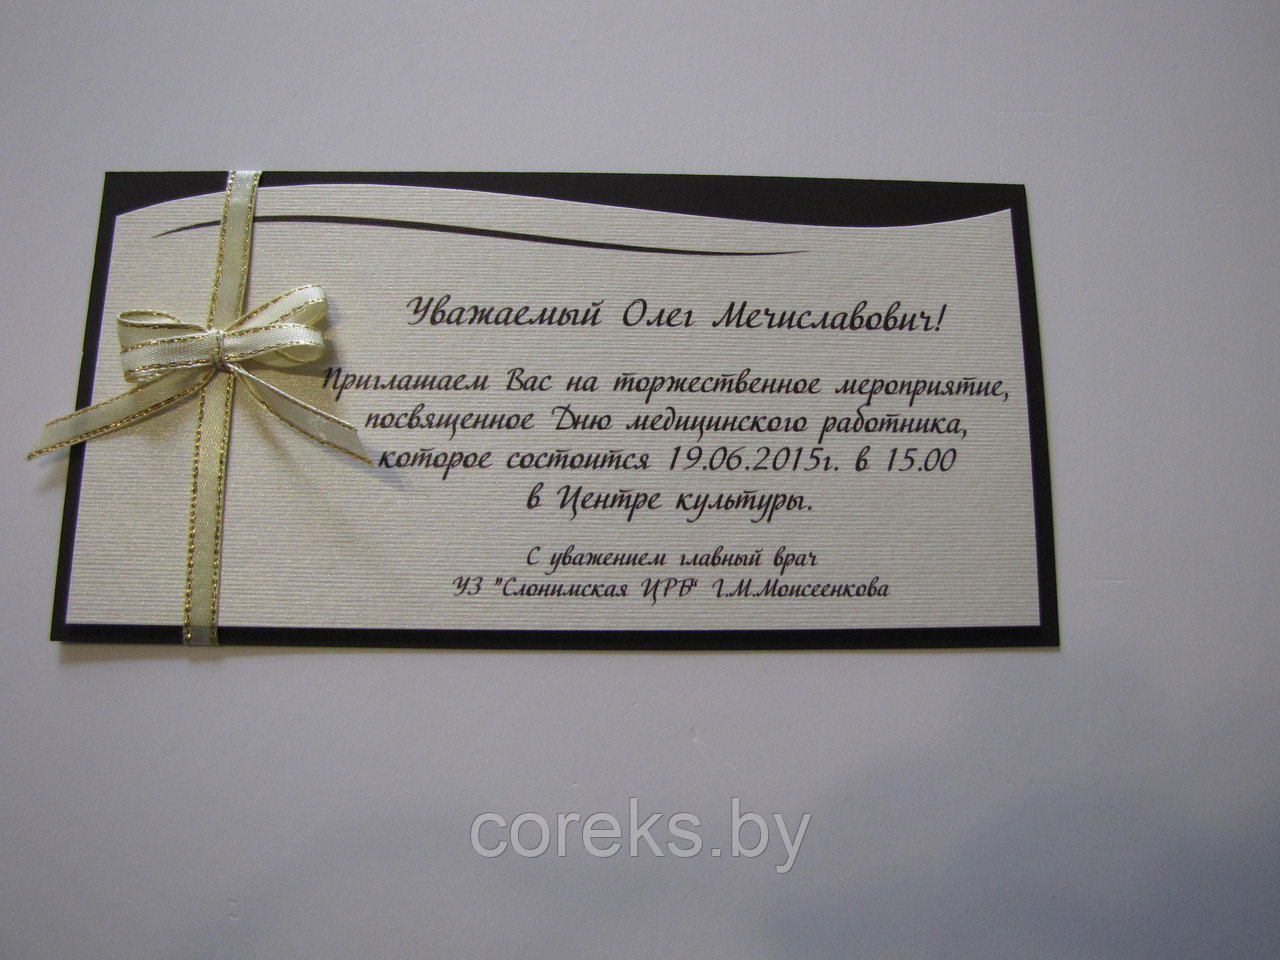 Уважаемый Олег Мечиславович!
Приглашаем Вас на торжественное мероприятие,
посвященное Дню медицинского работника,
которое состоится 19.06.2015г. в 15.00
в Центре культуры.
С уважением главный врач
УЗ "Слонимская ЦРБ" Г.М.Моисеенкова
coreks.by